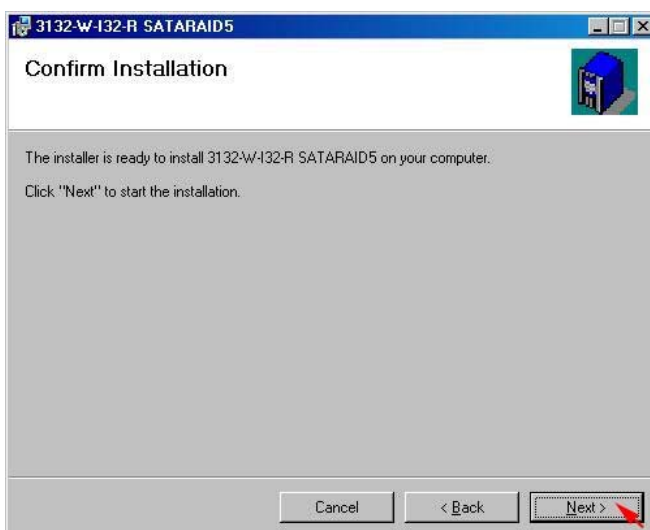 3132-W-I32-R SATARAID5
Confirm Installation
The installer is ready to install 3132-W-I32-R SATARAID5 on your computer.
Click "Next" to start the installation.
Cancel
< Back
Next >